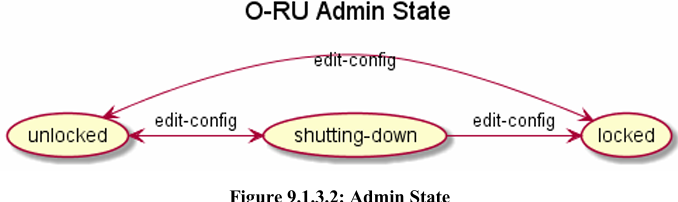 O-RU Admin State
edit-config
unlocked
edit-config
shutting-down
edit-config
locked
Figure 9.1.3.2: Admin State